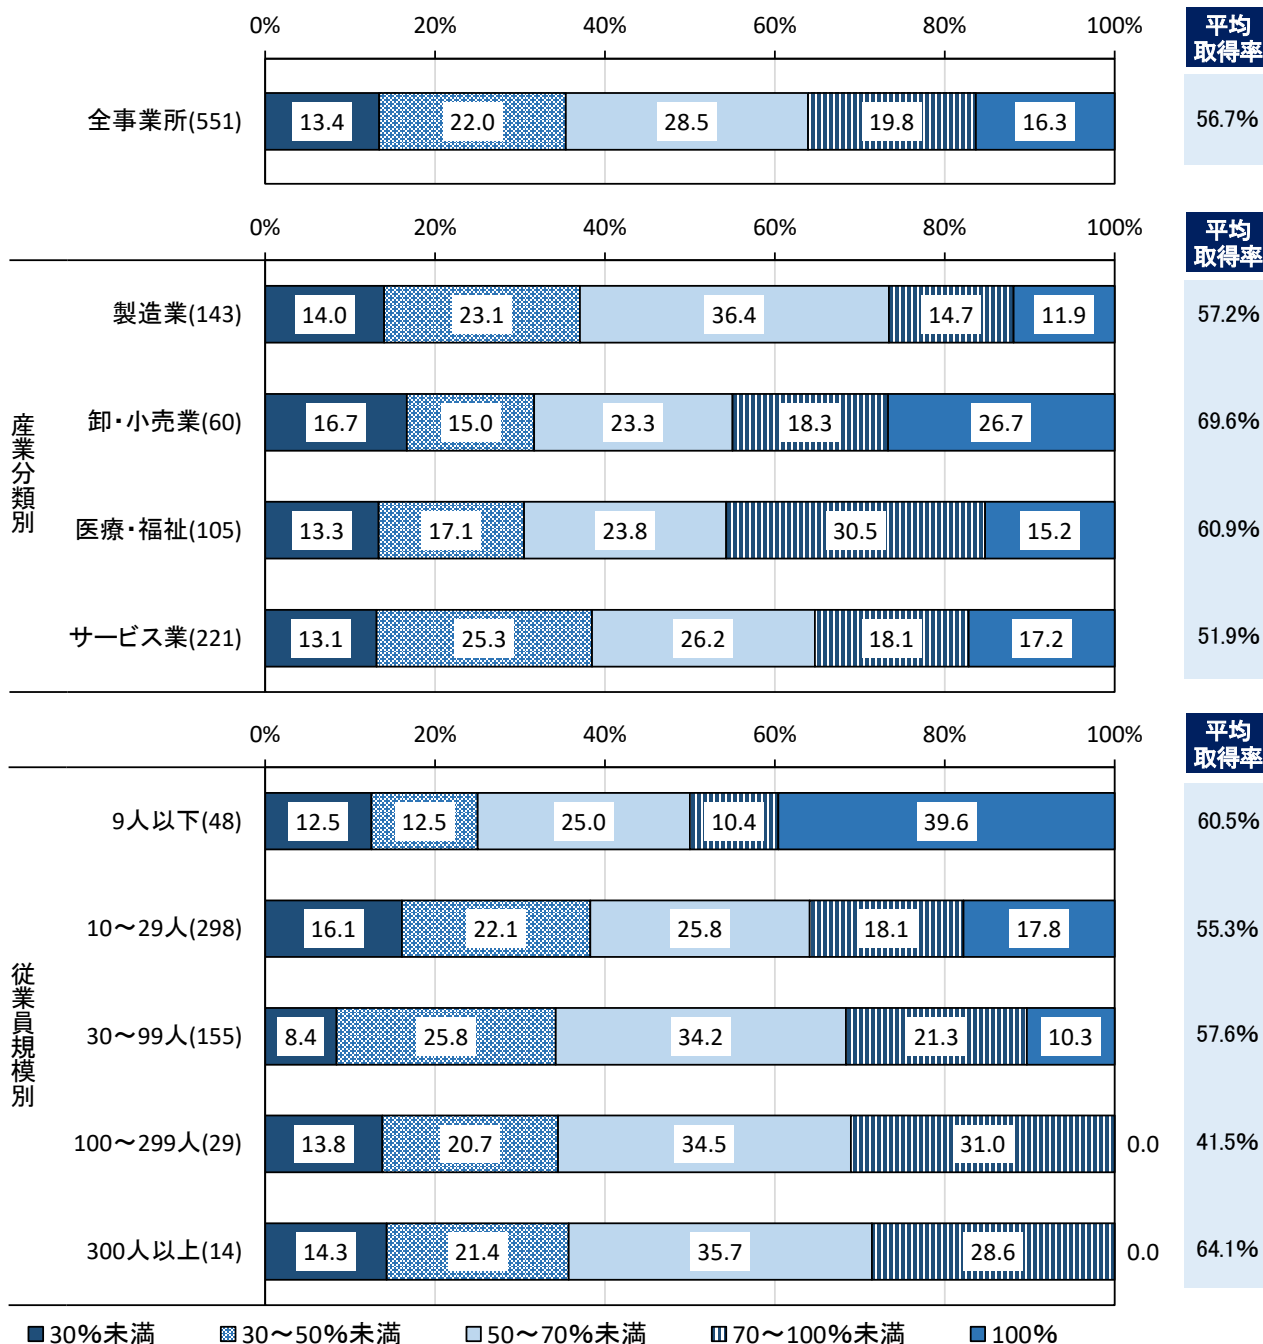 0% 20% 40% 60% 80% 100%
平均
取得率
全事業所(551) 13.4 22.0 28.5 19.8 16.3 56.7%
0% 20% 40% 60% 80% 100%
平均
取得率
産業分類別
製造業(143) 14.0 23.1 36.4 14.7 11.9 57.2%
卸・小売業(60) 16.7 15.0 23.3 18.3 26.7 69.6%
医療・福祉(105) 13.3 17.1 23.8 30.5 15.2 60.9%
サービス業(221) 13.1 25.3 26.2 18.1 17.2 51.9%
0% 20% 40% 60% 80% 100%
平均
取得率
従業員規模別
9人以下(48) 12.5 12.5 25.0 10.4 39.6 60.5%
10～29人(298) 16.1 22.1 25.8 18.1 17.8 55.3%
30～99人(155) 8.4 25.8 34.2 21.3 10.3 57.6%
100～299人(29) 13.8 20.7 34.5 31.0 0.0 41.5%
300人以上(14) 14.3 21.4 35.7 28.6 0.0 64.1%
30%未満 30～50%未満 50～70%未満 70～100%未満 100%